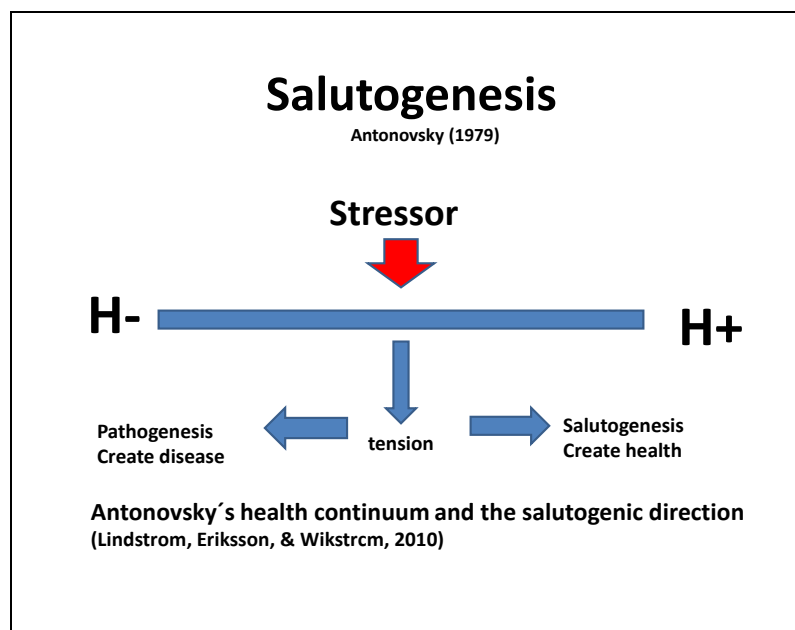 Salutogenesis
Antonovsky (1979)
Stressor
H-
H+
Pathogenesis
Create disease
tension
Salutogenesis
Create health
Antonovsky´s health continuum and the salutogenic direction
(Lindstrom, Eriksson, & Wikstrcm, 2010)